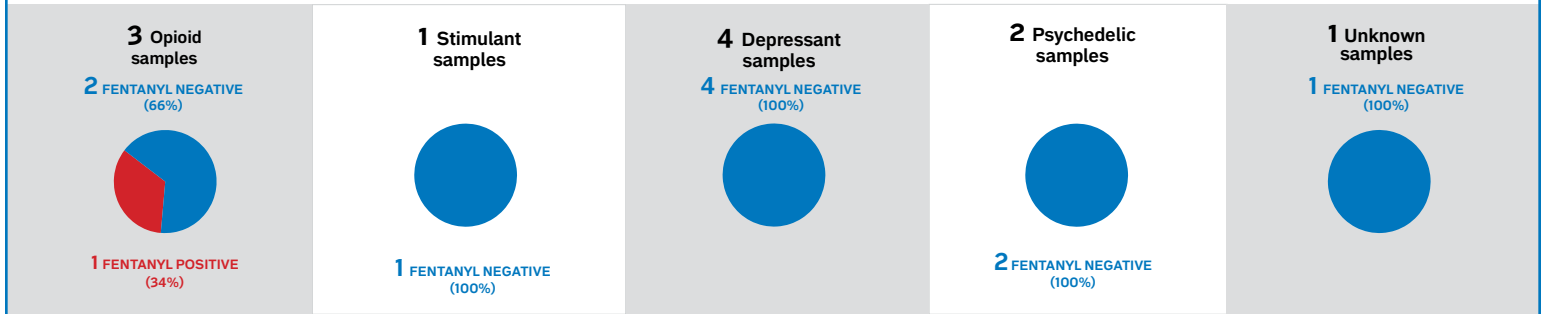 3 Opioid
samples
2 FENTANYL NEGATIVE
(66%)
1 FENTANYL POSITIVE
(34%)
1 Stimulant
samples
1 FENTANYL NEGATIVE
(100%)
4 Depressant
samples
4 FENTANYL NEGATIVE
(100%)
2 Psychedelic
samples
2 FENTANYL NEGATIVE
(100%)
1 Unknown
samples
1 FENTANYL NEGATIVE
(100%)